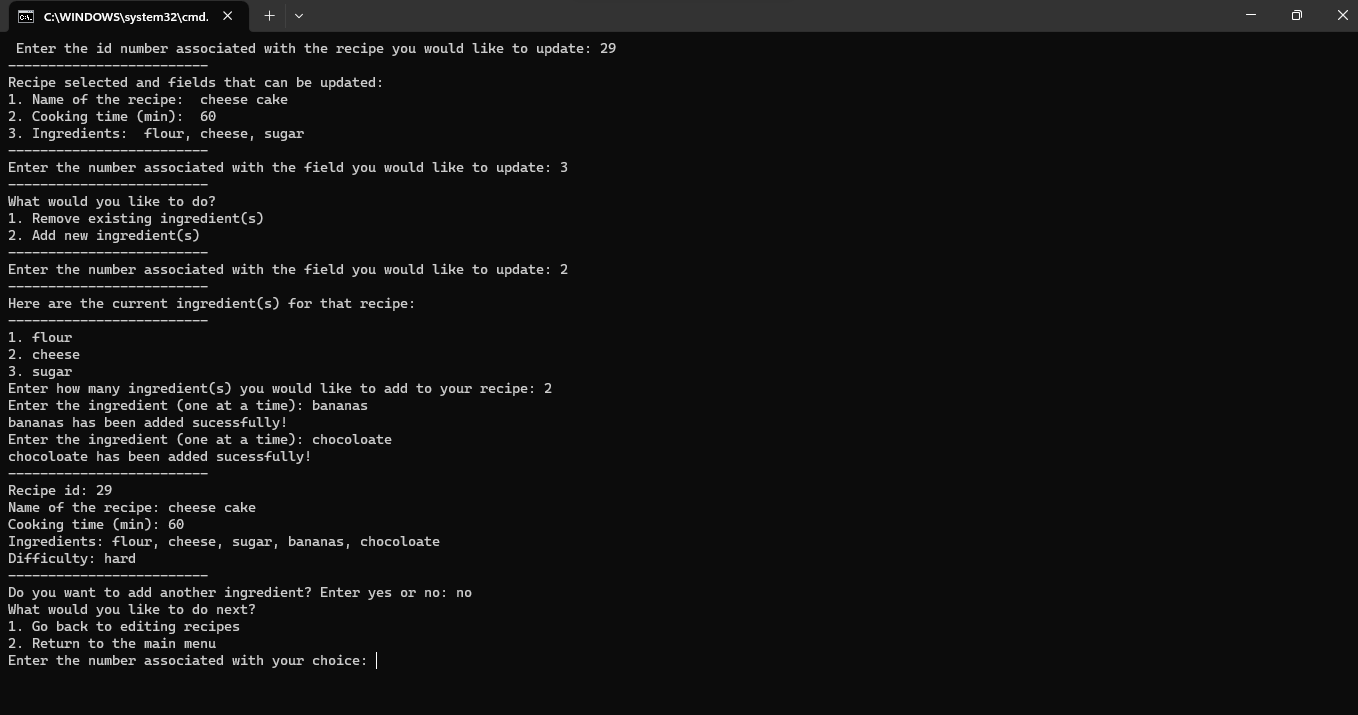 C:\WINDOWS\system32\cmd.
Enter the id number associated with the recipe you would like to update: 29
-------------------------
Recipe selected and fields that can be updated:
1. Name of the recipe:  cheese cake
2. Cooking time (min):  60
3. Ingredients:  flour, cheese, sugar
-------------------------
Enter the number associated with the field you would like to update: 3
-------------------------
What would you like to do?
1. Remove existing ingredient(s)
2. Add new ingredient(s)
-------------------------
Enter the number associated with the field you would like to update: 2
-------------------------
Here are the current ingredient(s) for that recipe:
-------------------------
1. flour
2. cheese
3. sugar
Enter how many ingredient(s) you would like to add to your recipe: 2
Enter the ingredient (one at a time): bananas
bananas has been added sucessfully!
Enter the ingredient (one at a time): chocoloate
chocoloate has been added sucessfully!
-------------------------
Recipe id: 29
Name of the recipe: cheese cake
Cooking time (min): 60
Ingredients: flour, cheese, sugar, bananas, chocoloate
Difficulty: hard
-------------------------
Do you want to add another ingredient? Enter yes or no: no
What would you like to do next?
1. Go back to editing recipes
2. Return to the main menu
Enter the number associated with your choice: